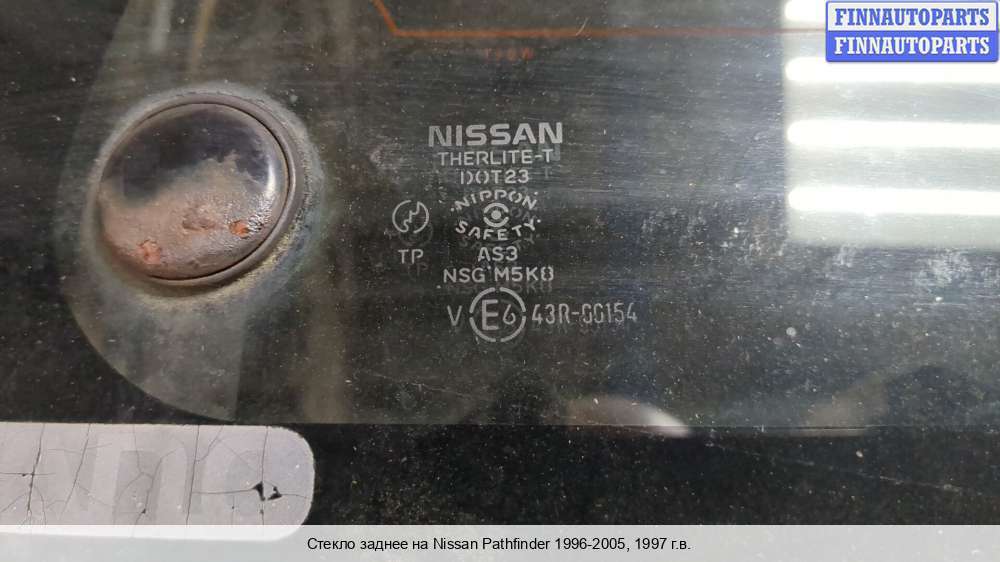 FINNAUTOPARTS
FINNAUTOPARTS
NISSAN
THERLITE-T
DOT23
NIPPON
SAFETY
TP
AS3
NSG M5K8
V E6 43R-00154
Стекло заднее на Nissan Pathfinder 1996-2005, 1997 г.в.